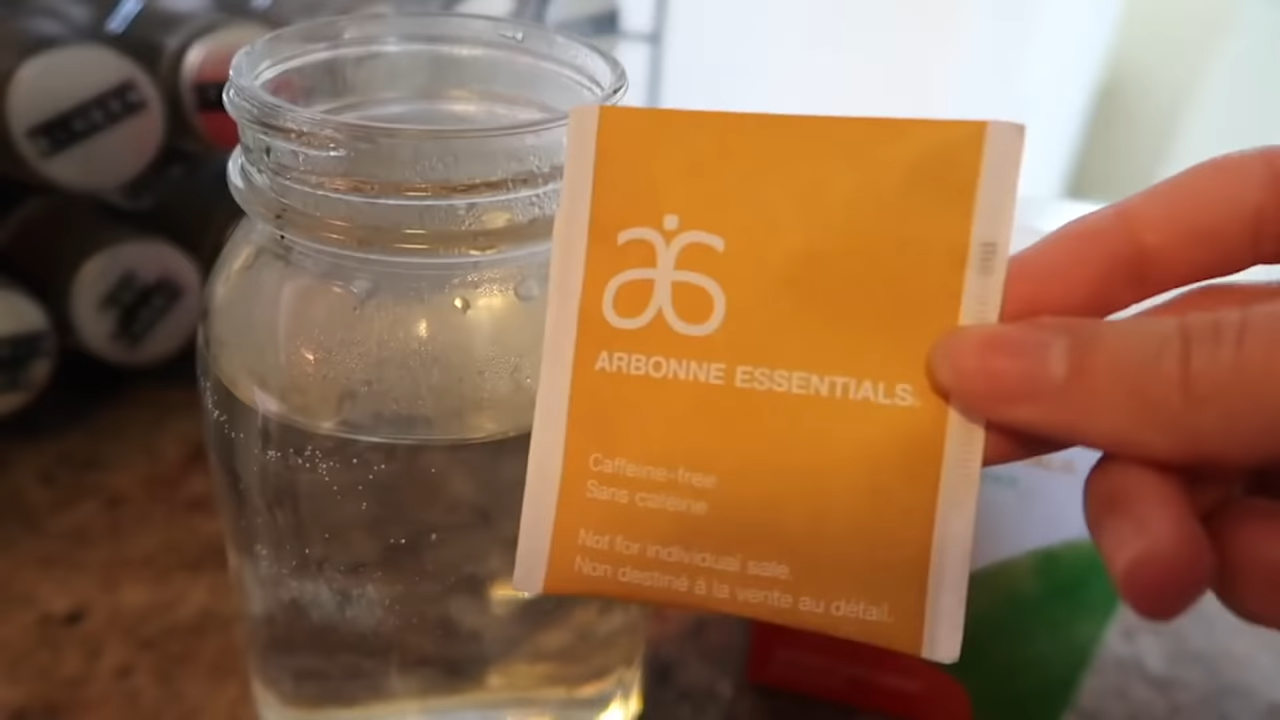 ARBONNE ESSENTIALS.
Caffeine-free
Sans caféine
Not for individual sale.
Non destiné à la vente au détail.